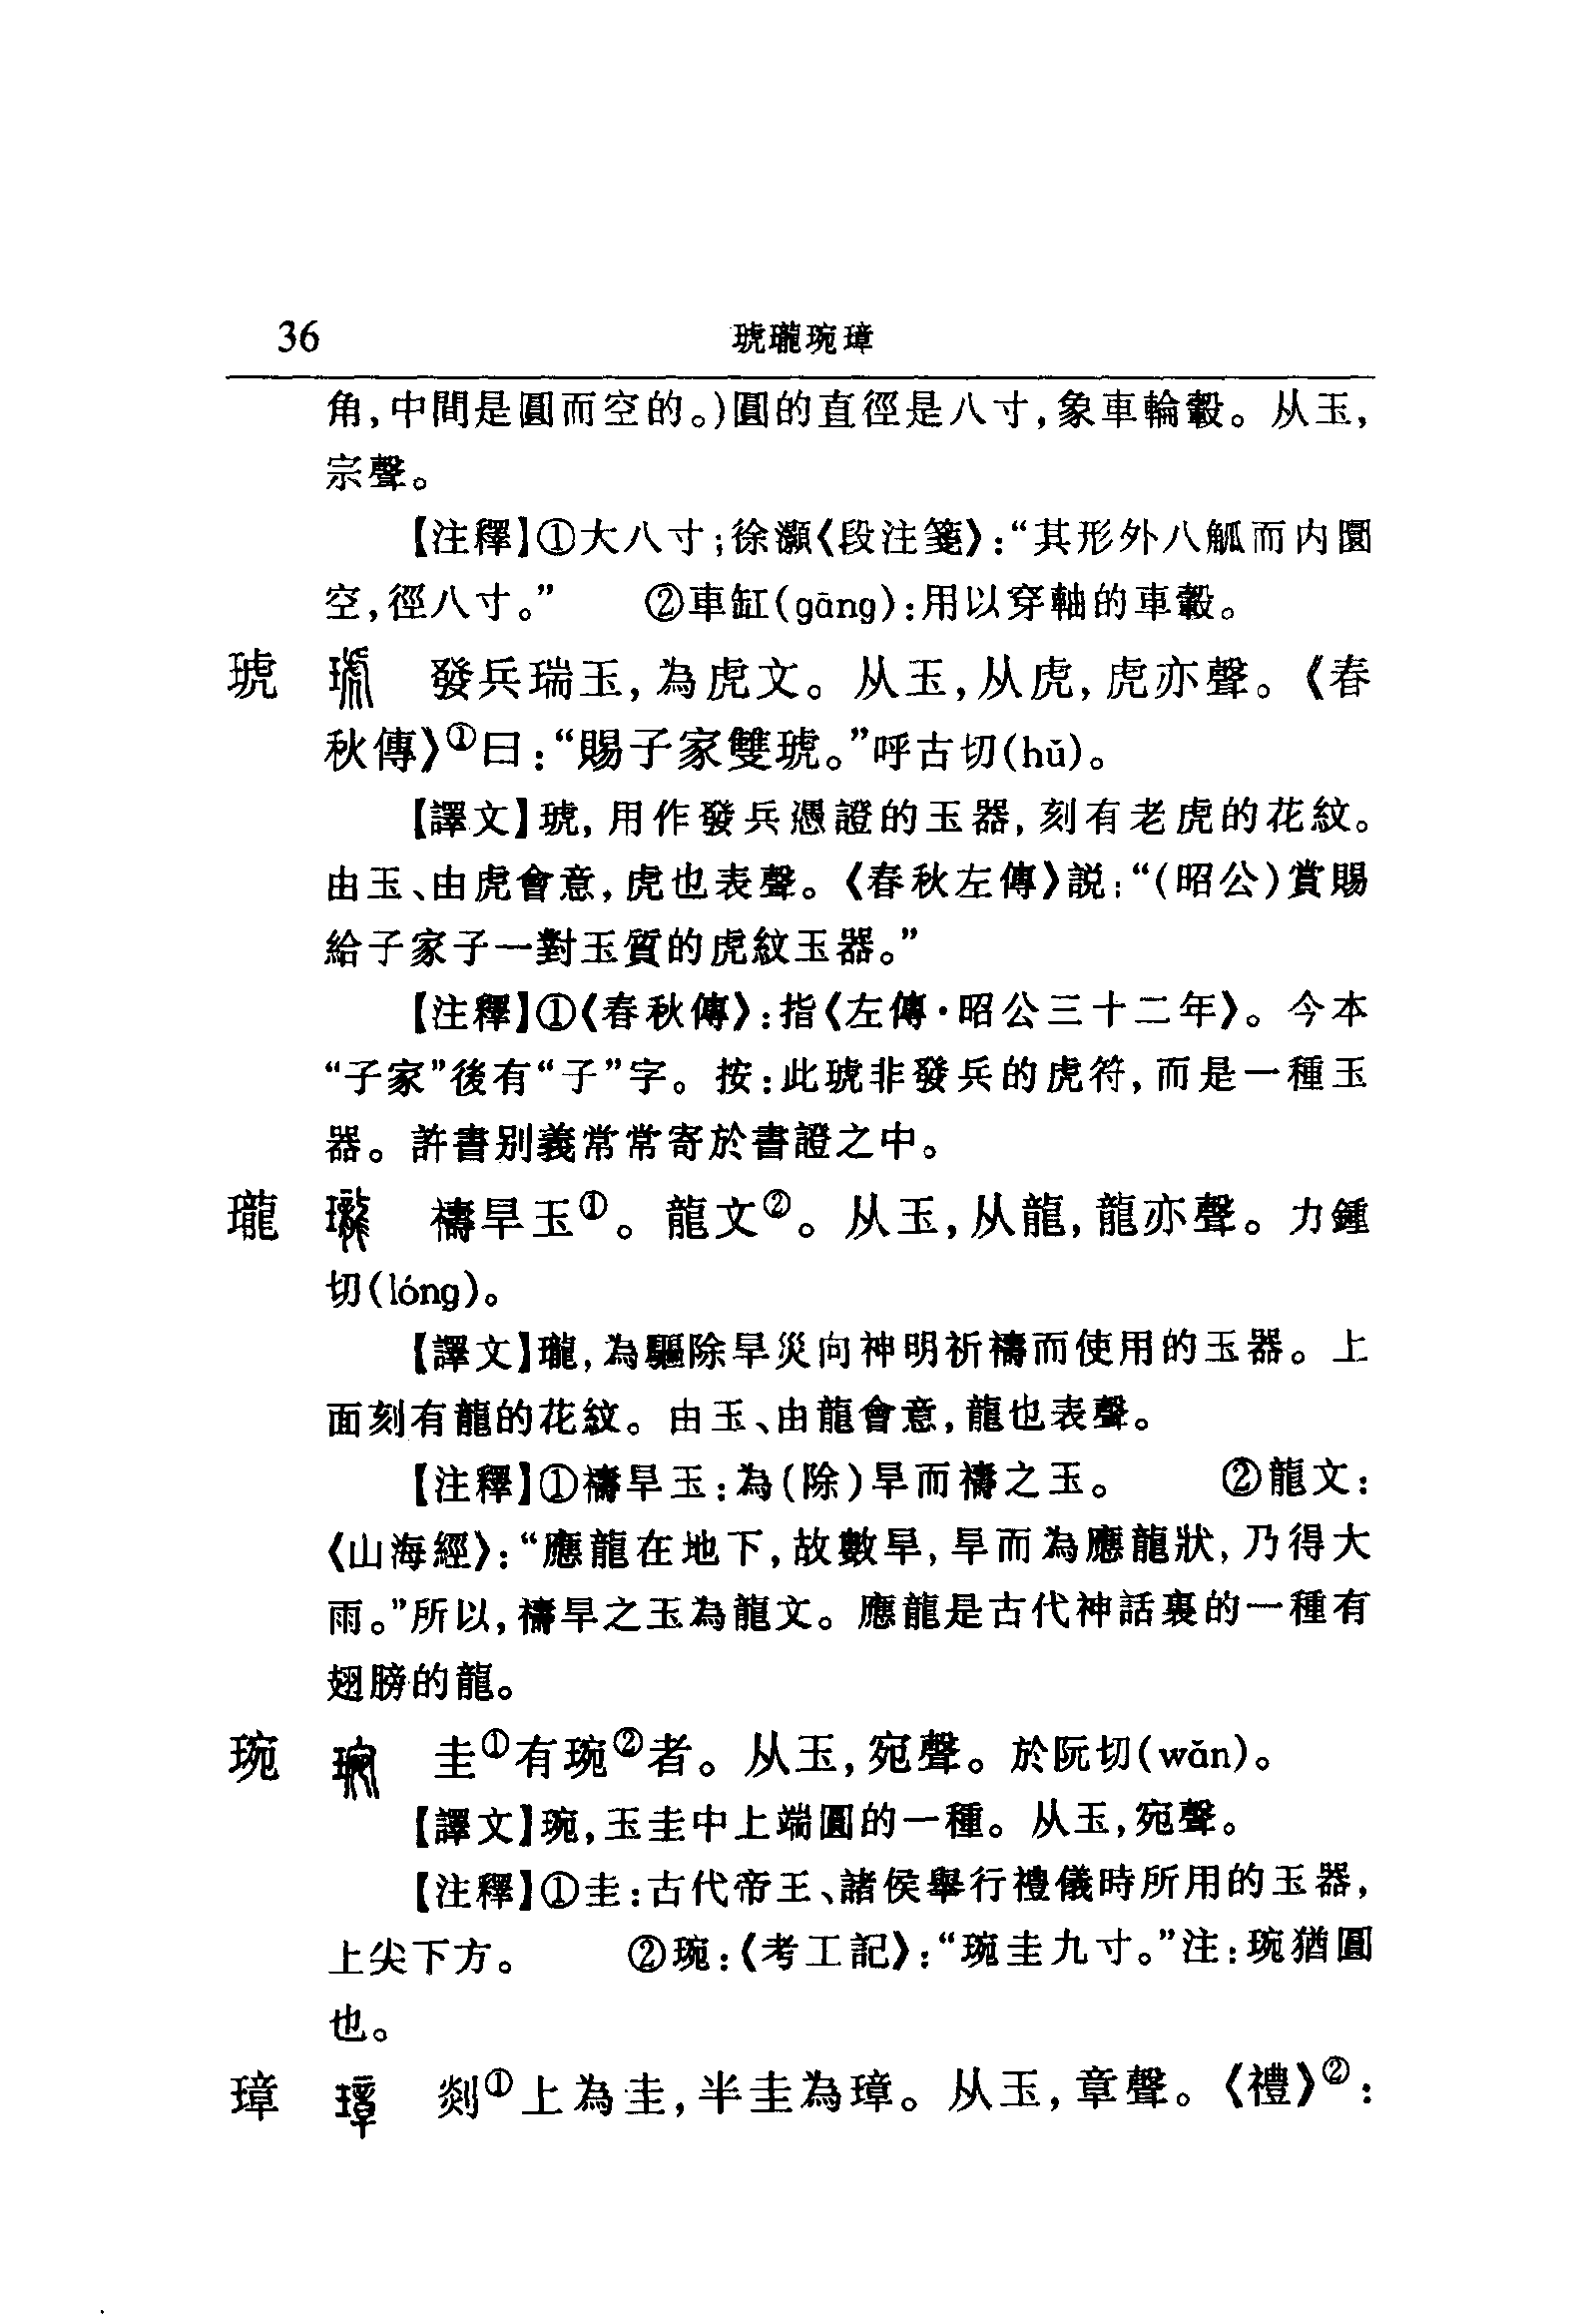 36 琥瓏琬璋
角,中間是圓而空的。)圓的直徑是八寸,象車輪轂。从玉,
宗聲。
【注釋】①大八寸;徐灝《段注箋》:“其形外八觚而内圜
空,徑八寸。” ②車缸(gāng):用以穿軸的車轂。
琥 發兵瑞玉,為虎文。从玉,从虎,虎亦聲。《春
秋傳》①曰:“賜子家雙琥。”呼古切(hǔ)。
【譯文】琥,用作發兵憑證的玉器,刻有老虎的花紋。
由玉、由虎會意,虎也表聲。《春秋左傳》説:“(昭公)賞賜
給子家子一對玉質的虎紋玉器。”
【注釋】①《春秋傳》:指《左傳·昭公三十二年》。今本
“子家”後有“子”字。按:此琥非發兵的虎符,而是一種玉
器。許書别義常常寄於書證之中。
瓏 禱旱玉①。龍文②。从玉,从龍,龍亦聲。力鍾
切(lóng)。
【譯文】瓏,為驅除旱災向神明祈禱而使用的玉器。上
面刻有龍的花紋。由玉、由龍會意,龍也表聲。
【注釋】①禱旱玉:為(除)旱而禱之玉。 ②龍文:
《山海經》:“應龍在地下,故數旱,旱而為應龍狀,乃得大
雨。”所以,禱旱之玉為龍文。應龍是古代神話裏的一種有
翅膀的龍。
琬 圭①有琬②者。从玉,宛聲。於阮切(wǎn)。
【譯文】琬,玉圭中上端圓的一種。从玉,宛聲。
【注釋】①圭:古代帝王、諸侯舉行禮儀時所用的玉器,
上尖下方。 ②琬:《考工記》:“琬圭九寸。”注:琬猶圓
也。
璋 剡①上為圭,半圭為璋。从玉,章聲。《禮》②: